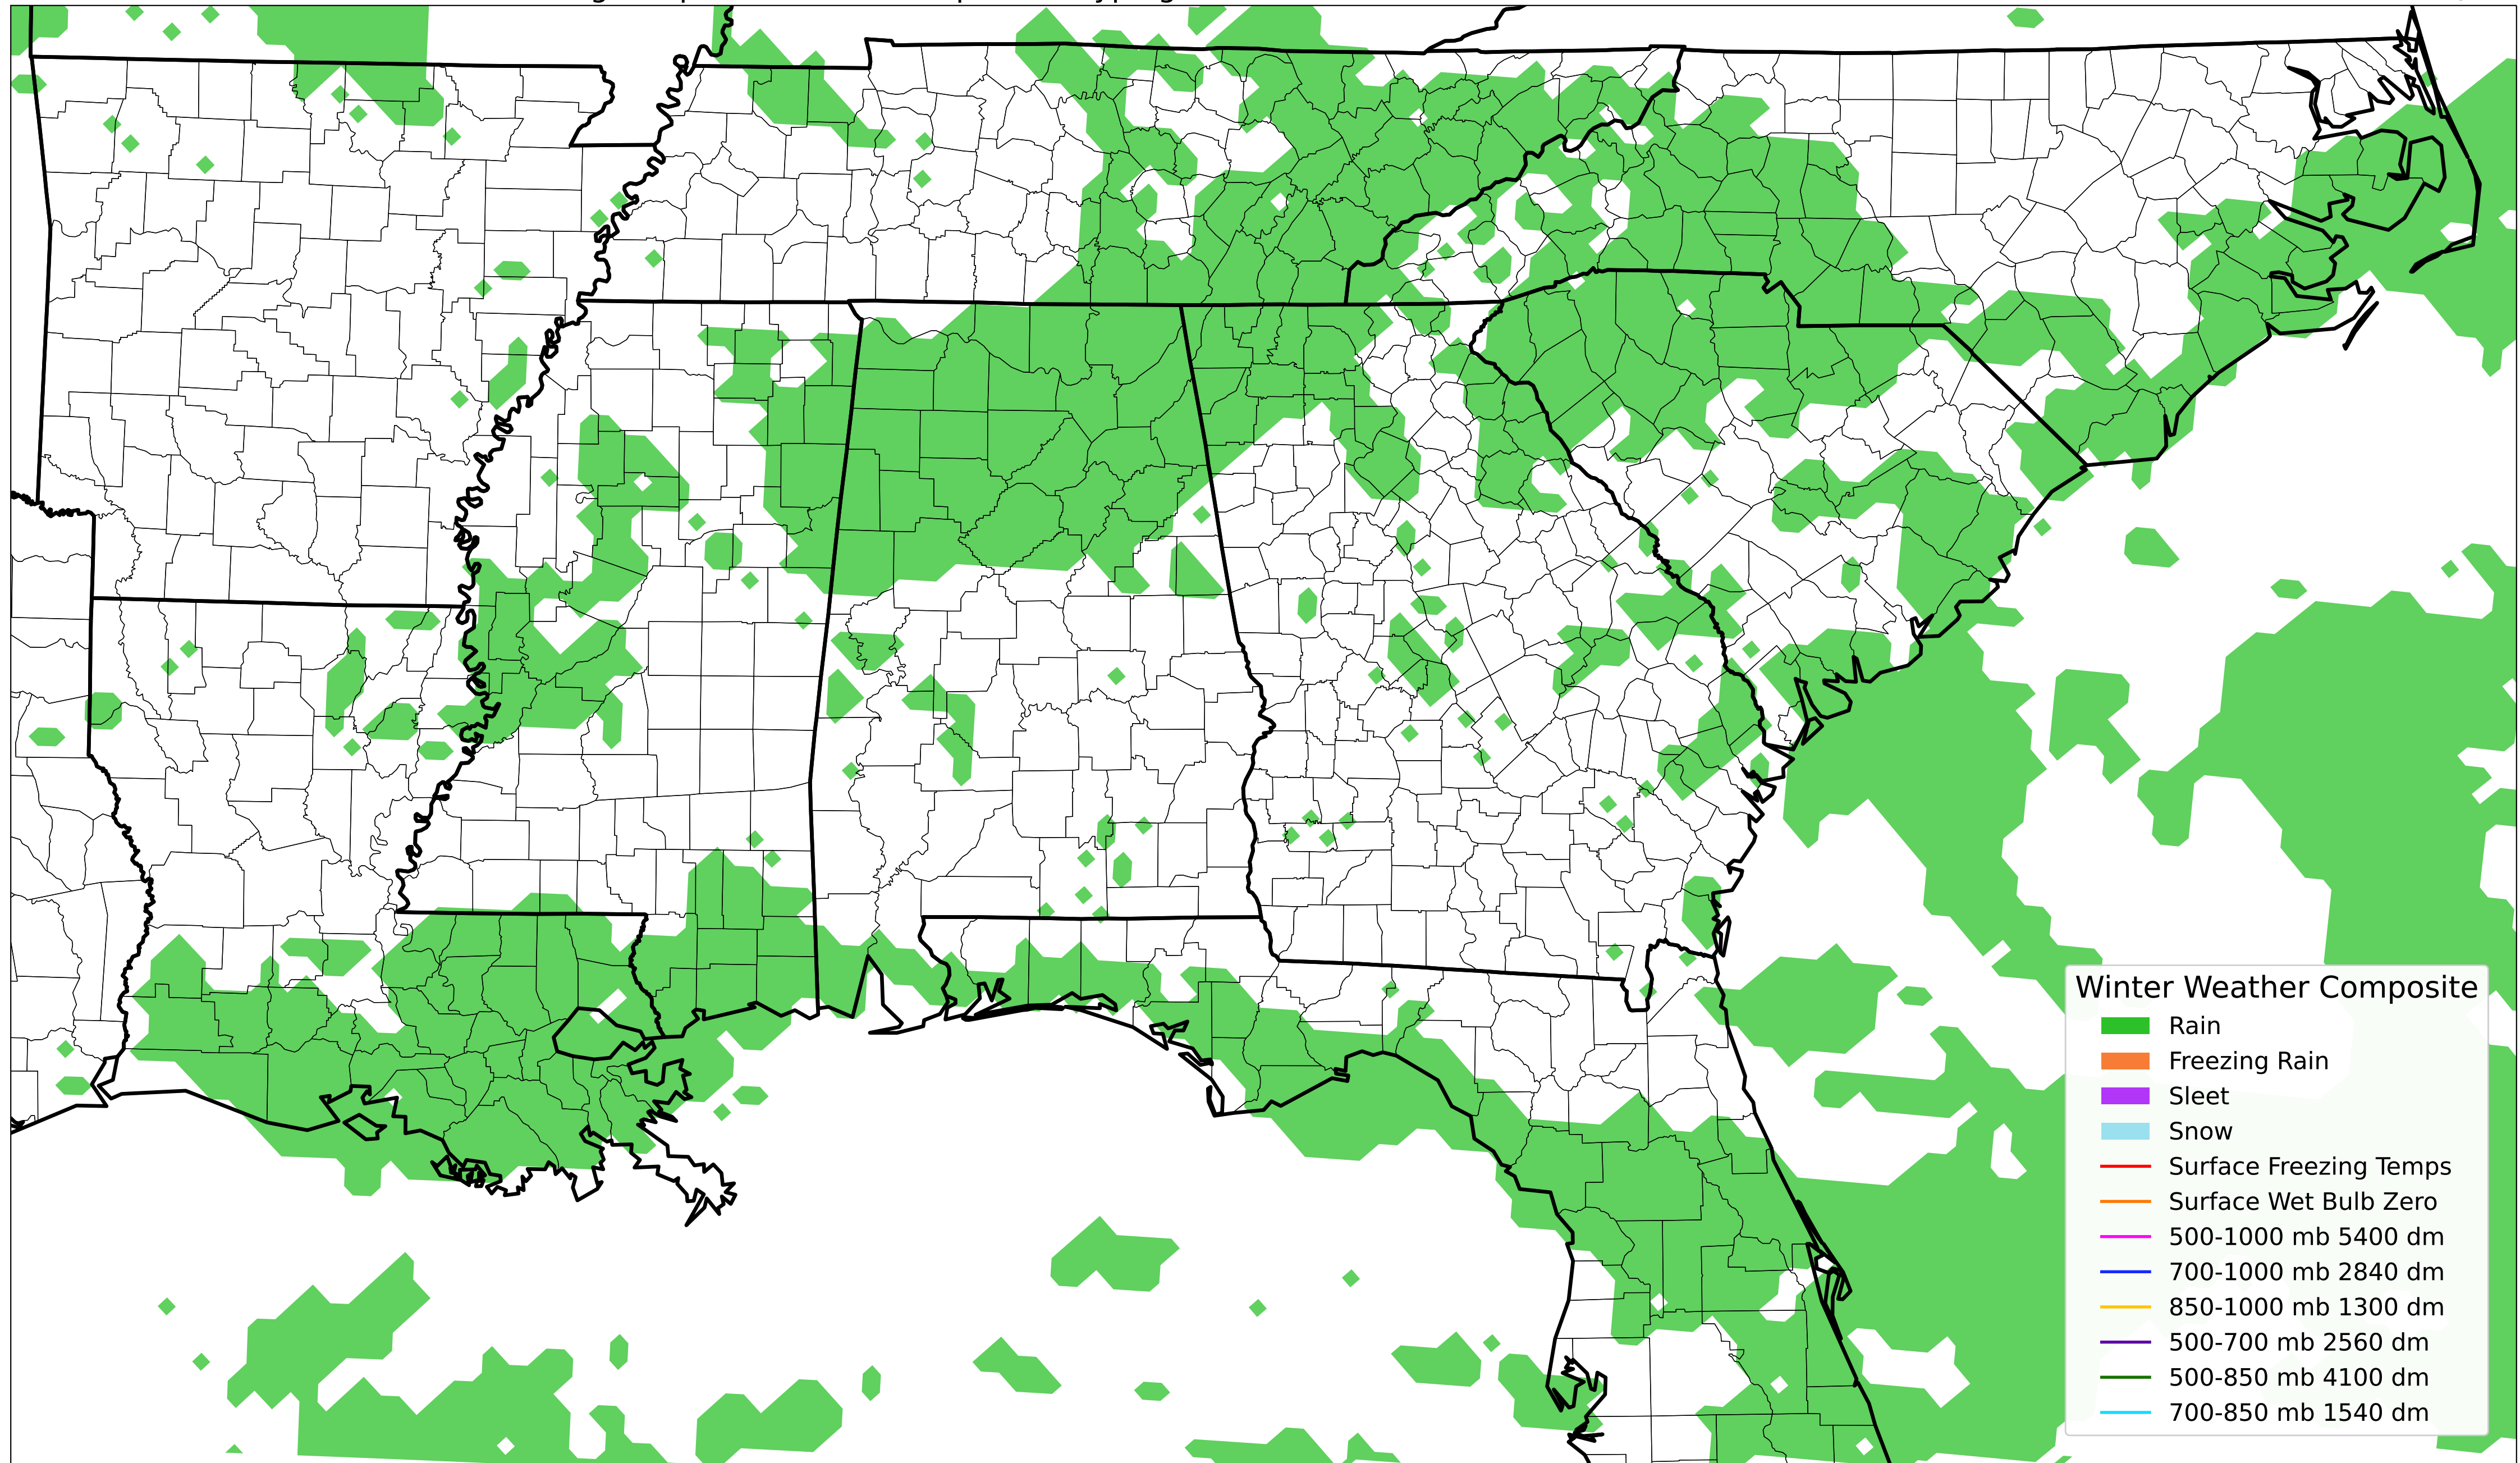 Winter Weather Composite
Rain
Freezing Rain
Sleet
Snow
Surface Freezing Temps
Surface Wet Bulb Zero
500-1000 mb 5400 dm
700-1000 mb 2840 dm
850-1000 mb 1300 dm
500-700 mb 2560 dm
500-850 mb 4100 dm
700-850 mb 1540 dm